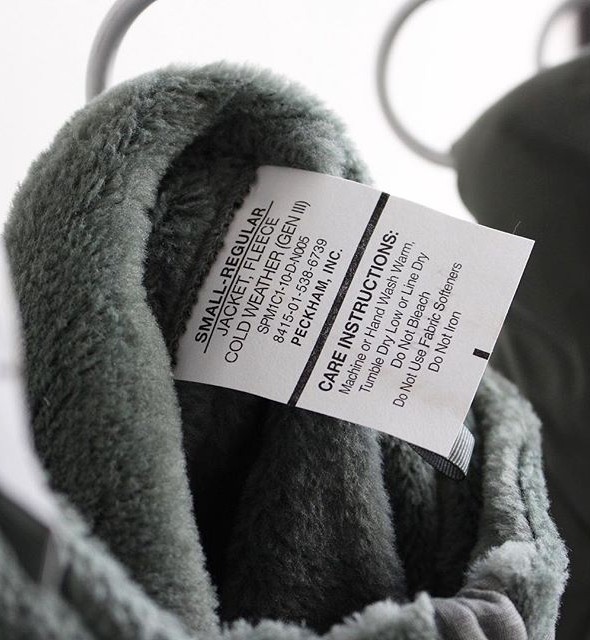 SMALL-REGULAR
JACKET, FLEECE
COLD WEATHER (GEN III)
SPM1C1-10-D-N005
8415-01-538-6739
PECKHAM, INC.
CARE INSTRUCTIONS:
Machine or Hand Wash Warm.
Tumble Dry Low or Line Dry
Do Not Bleach
Do Not Use Fabric Softeners
Do Not Iron